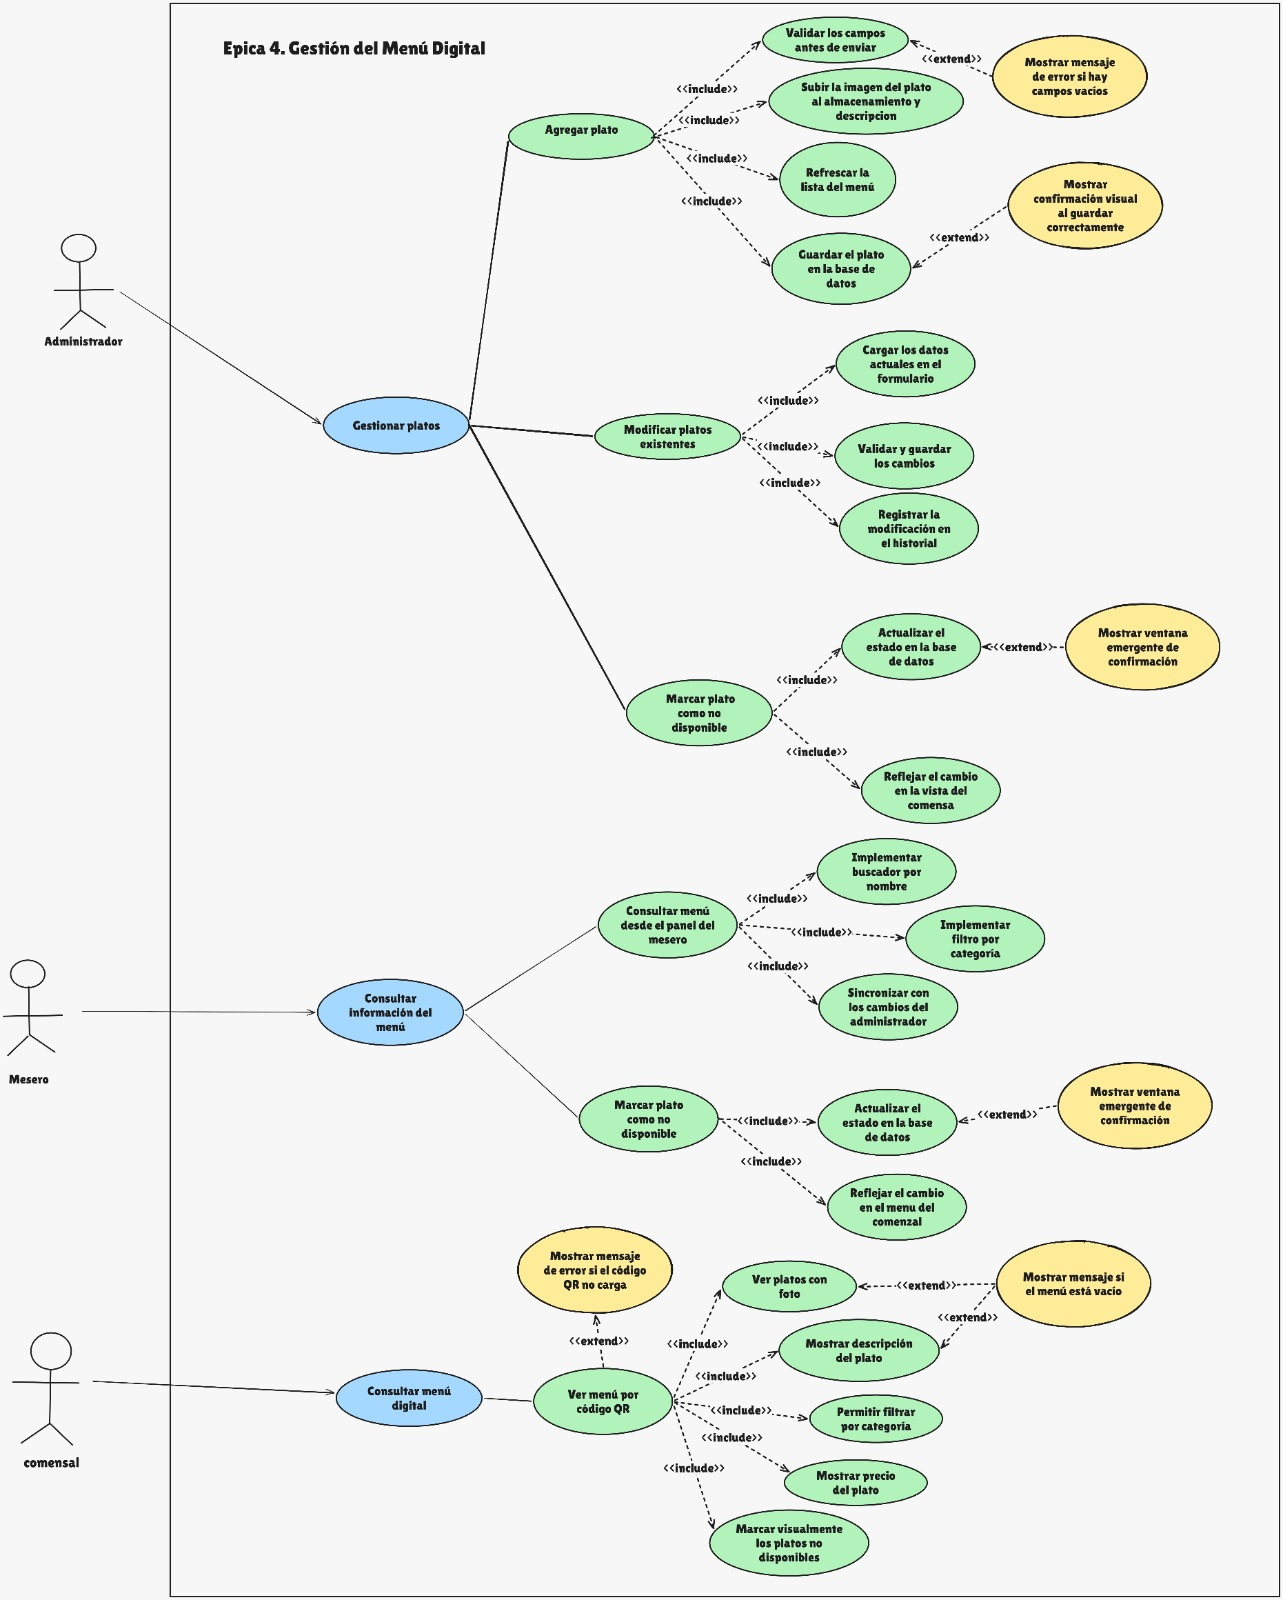 Epica 4. Gestión del Menú Digital
Administrador
Gestionar platos
Agregar plato
<<include>>
<<include>>
<<include>>
<<include>>
Validar los campos
antes de enviar
<<extend>>
Mostrar mensaje
de error si hay
campos vacíos
Subir la imagen del plato
al almacenamiento y
descripcion
Refrescar la
lista del menú
Guardar el plato
en la base de
datos
<<extend>>
Mostrar
confirmación visual
al guardar
correctamente
Modificar platos
existentes
<<include>>
<<include>>
<<include>>
Cargar los datos
actuales en el
formulario
Validar y guardar
los cambios
Registrar la
modificación en
el historial
Marcar plato
como no
disponible
<<include>>
<<include>>
Actualizar el
estado en la base
de datos
<<extend>>
Mostrar ventana
emergente de
confirmación
Reflejar el cambio
en la vista del
comensa
Mesero
Consultar
información del
menú
Consultar menú
desde el panel del
mesero
<<include>>
<<include>>
<<include>>
Implementar
buscador por
nombre
Implementar
filtro por
categoría
Sincronizar con
los cambios del
administrador
Marcar plato
como no
disponible
<<include>>
<<include>>
Actualizar el
estado en la base
de datos
<<extend>>
Mostrar ventana
emergente de
confirmación
Reflejar el cambio
en el menu del
comenzal
comensal
Consultar menú
digital
Ver menú por
código QR
<<extend>>
Mostrar mensaje
de error si el código
QR no carga
<<include>>
<<include>>
<<include>>
<<include>>
<<include>>
Ver platos con
foto
<<extend>>
<<extend>>
Mostrar mensaje si
el menú está vacío
Mostrar descripción
del plato
Permitir filtrar
por categoría
Mostrar precio
del plato
Marcar visualmente
los platos no
disponibles